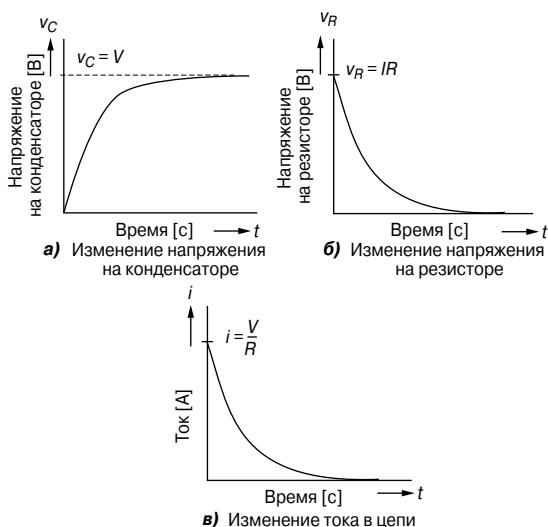 v_C
v_C = V
Напряжение
на конденсаторе [В]
Время [с]
t
а) Изменение напряжения
на конденсаторе
v_R
v_R = IR
Напряжение
на резисторе [В]
Время [с]
t
б) Изменение напряжения
на резисторе
i
i = V/R
Ток [А]
Время [с]
t
в) Изменение тока в цепи